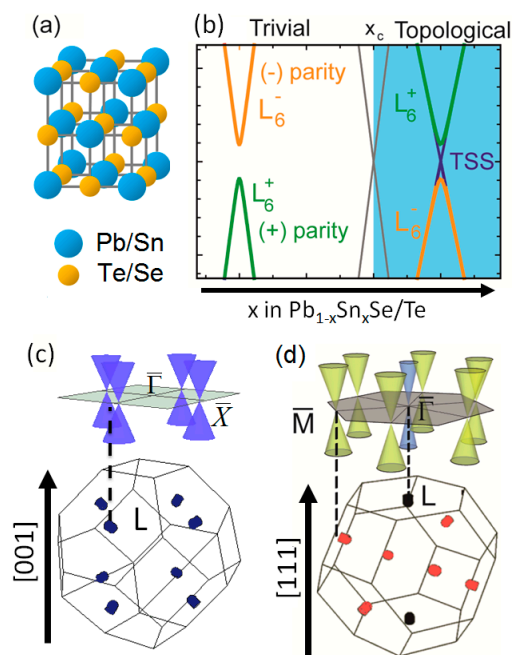 (a)
Pb/Sn
Te/Se
(b)
Trivial
x_c
Topological
(-) parity
L₆⁻
L₆⁺
(+) parity
L₆⁺
TSS
L₆⁻
x in Pb₁₋ₓSnₓSe/Te
(c)
Γ̅
X̅
L
[001]
(d)
M̅
Γ̅
L
[111]